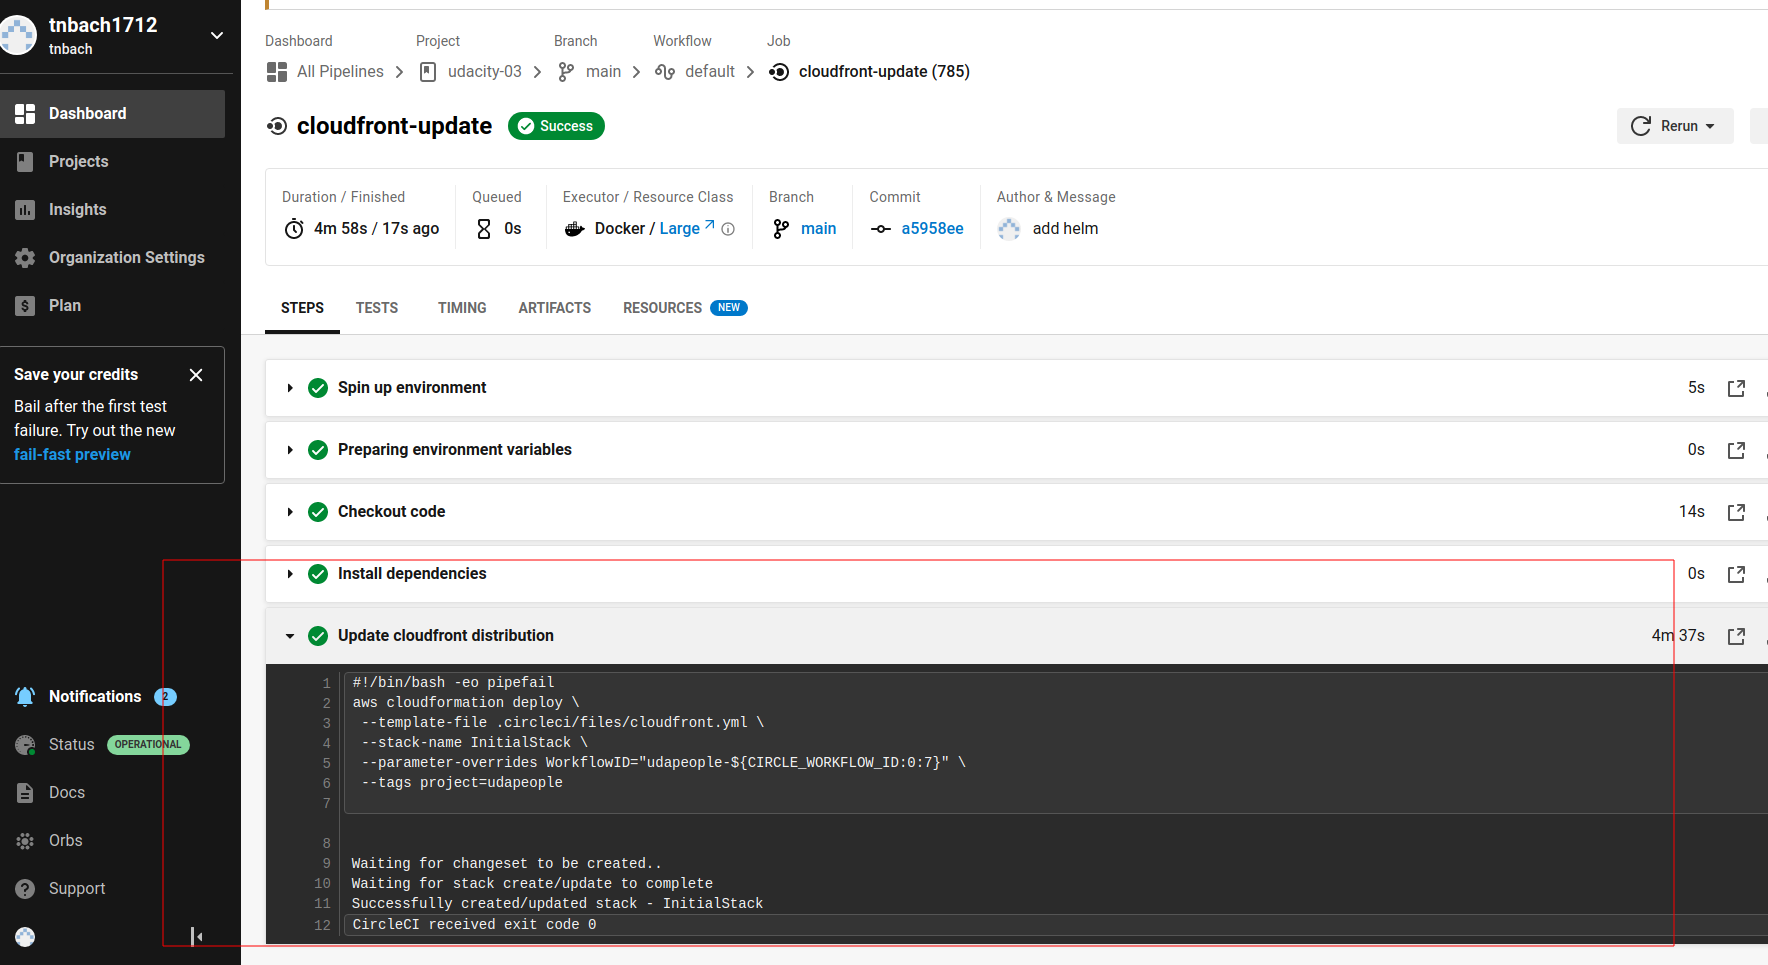 tnbach1712
tnbach
Dashboard
Projects
Insights
Organization Settings
Plan
Save your credits
Bail after the first test
failure. Try out the new
fail-fast preview
Notifications 2
Status OPERATIONAL
Docs
Orbs
Support
Dashboard Project Branch Workflow Job
All Pipelines udacity-03 main default cloudfront-update (785)
cloudfront-update Success
Rerun
Duration / Finished Queued Executor / Resource Class Branch Commit Author & Message
4m 58s / 17s ago 0s Docker / Large main a5958ee add helm
STEPS TESTS TIMING ARTIFACTS RESOURCES NEW
Spin up environment 5s
Preparing environment variables 0s
Checkout code 14s
Install dependencies 0s
Update cloudfront distribution 4m 37s
1 #!/bin/bash -eo pipefail
2 aws cloudformation deploy \
3 --template-file .circleci/files/cloudfront.yml \
4 --stack-name InitialStack \
5 --parameter-overrides WorkflowID="udapeople-${CIRCLE_WORKFLOW_ID:0:7}" \
6 --tags project=udapeople
7
8
9 Waiting for changeset to be created..
10 Waiting for stack create/update to complete
11 Successfully created/updated stack - InitialStack
12 CircleCI received exit code 0